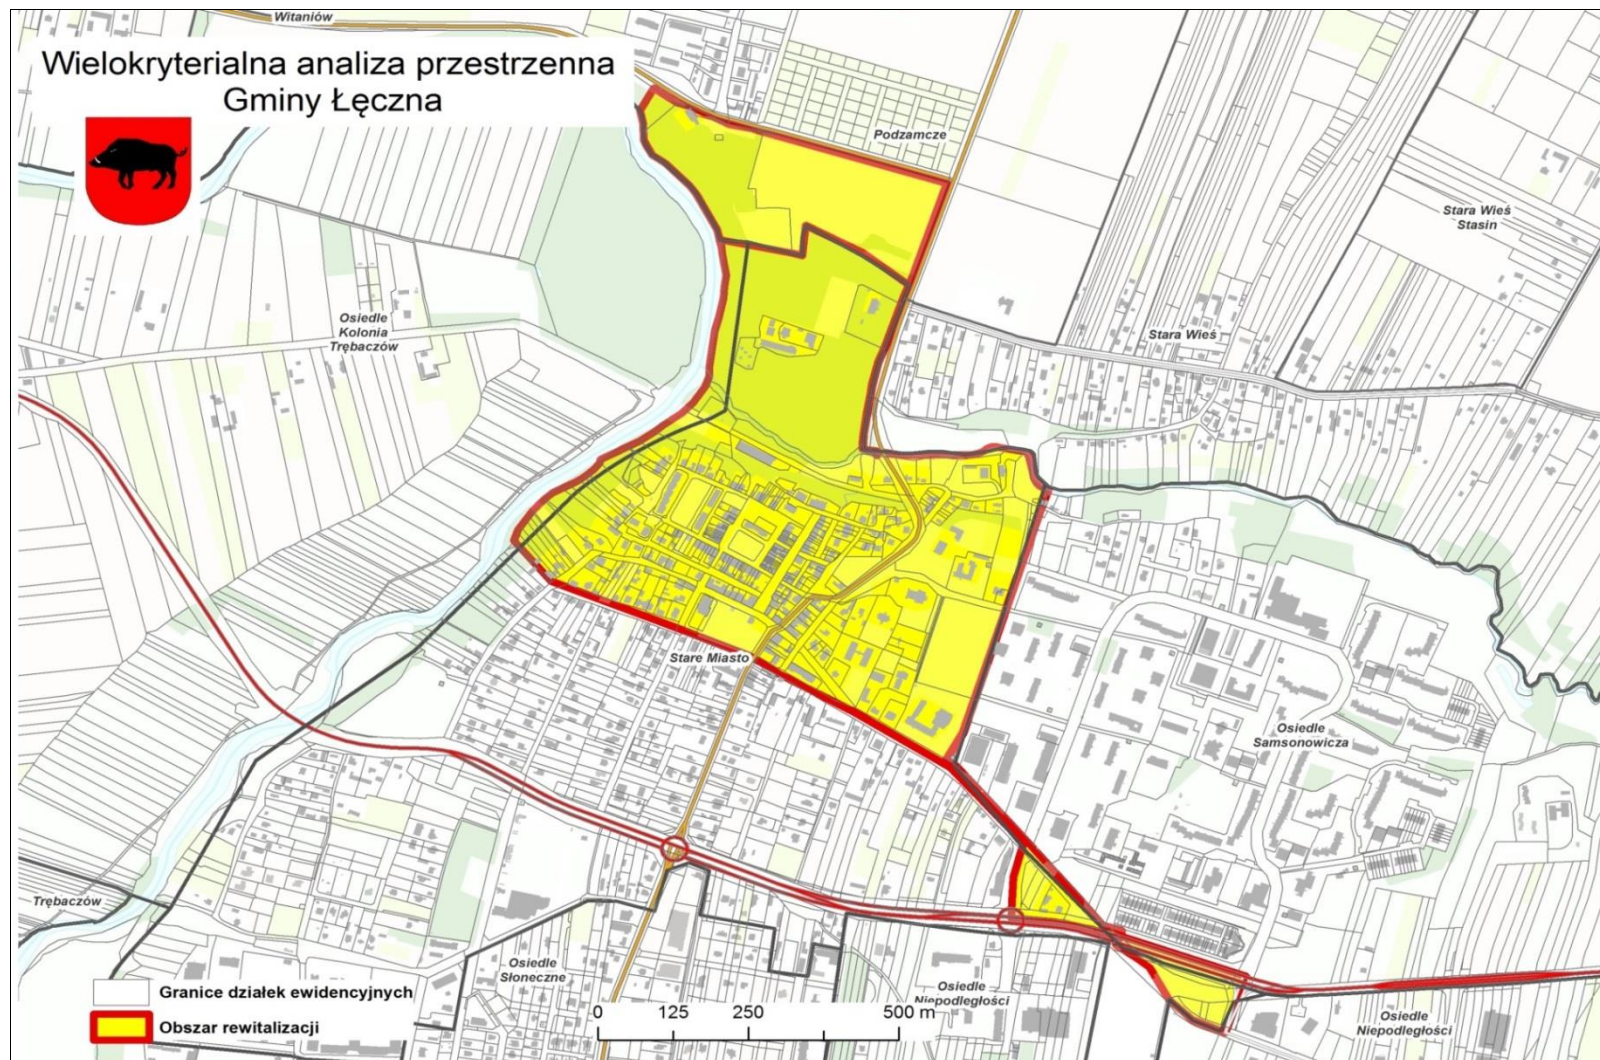 Witaniów
Wielokryterialna analiza przestrzenna
Gminy Łęczna
Podzamcze
Stara Wieś
Stasin
Osiedle
Kolonia
Trębaczów
Stara Wieś
Stare Miasto
Osiedle
Samsonowicza
Trębaczów
Osiedle
Słoneczne
Osiedle
Niepodległości
Osiedle
Niepodległości
Granice działek ewidencyjnych
Obszar rewitalizacji
0 125 250 500 m